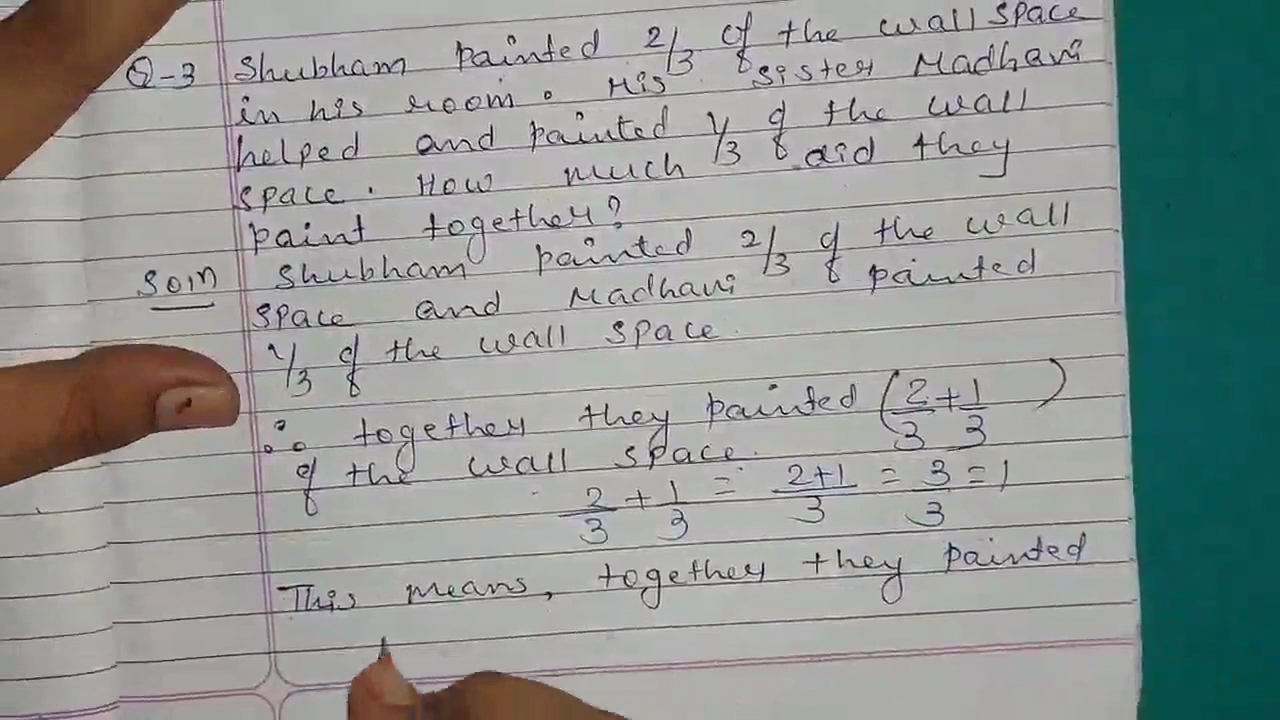 Q-3 Shubham painted 2/3 of the wall space
in his room. His sister Madhavi
helped and painted 1/3 of the wall
space. How much did they
paint together?
Soln Shubham painted 2/3 of the wall
space and Madhavi painted
1/3 of the wall space.
∴ together they painted (2/3 + 1/3)
of the wall space.
2/3 + 1/3 = 2+1/3 = 3/3 = 1
This means, together they painted